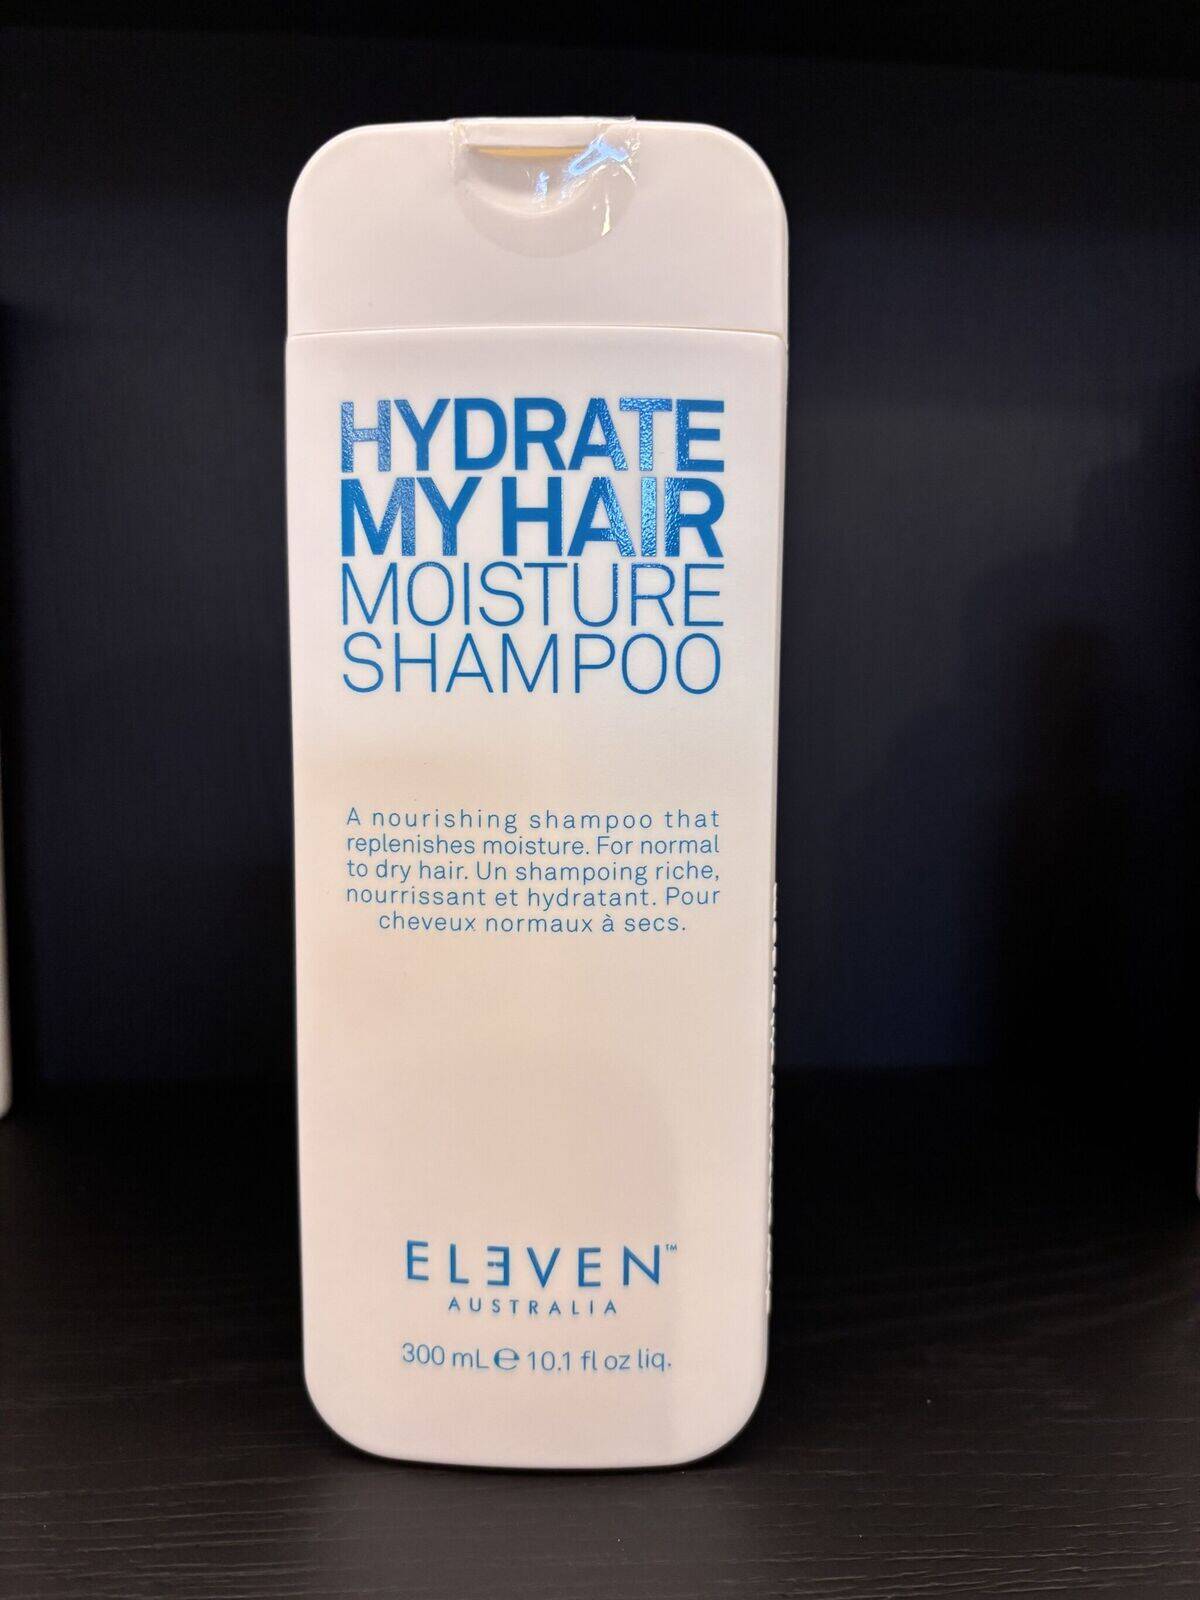 HYDRATE
MY HAIR
MOISTURE
SHAMPOO
A nourishing shampoo that
replenishes moisture. For normal
to dry hair. Un shampoing riche,
nourrissant et hydratant. Pour
cheveux normaux à secs.
ELEVEN™
AUSTRALIA
300 mL ℮ 10.1 fl oz liq.